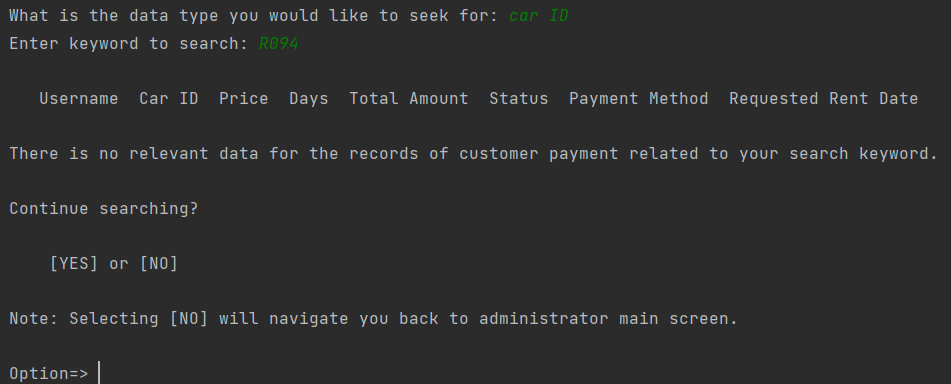 What is the data type you would like to seek for: car ID
Enter keyword to search: R094
Username Car ID Price Days Total Amount Status Payment Method Requested Rent Date
There is no relevant data for the records of customer payment related to your search keyword.
Continue searching?
[YES] or [NO]
Note: Selecting [NO] will navigate you back to administrator main screen.
Option=>